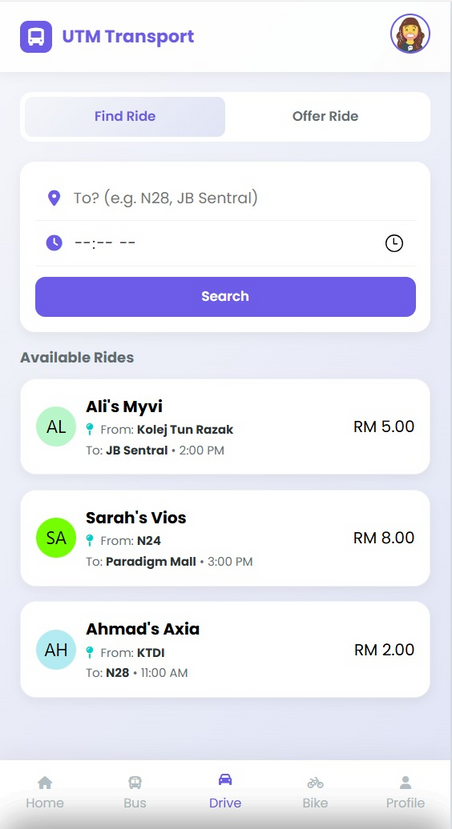 UTM Transport
Find Ride
Offer Ride
To? (e.g. N28, JB Sentral)
--:-- --
Search
Available Rides
AL
Ali's Myvi
From: Kolej Tun Razak
To: JB Sentral • 2:00 PM
RM 5.00
SA
Sarah's Vios
From: N24
To: Paradigm Mall • 3:00 PM
RM 8.00
AH
Ahmad's Axia
From: KTDI
To: N28 • 11:00 AM
RM 2.00
Home
Bus
Drive
Bike
Profile